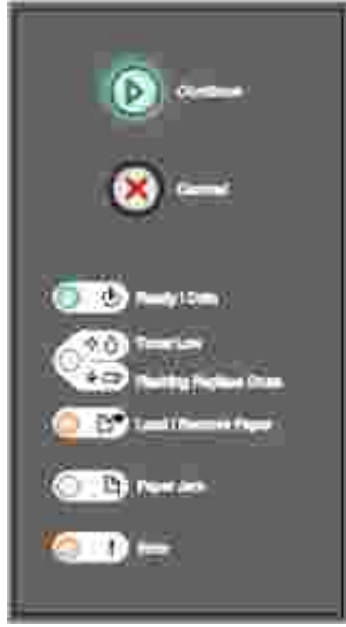 Continue
Cancel
Ready / Data
Toner Low
Flashing Replace Drum
Load / Remove Paper
Paper Jam
Error